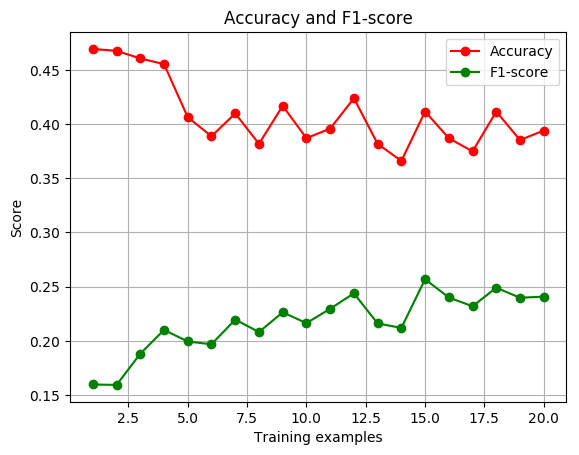 Accuracy and F1-score
Accuracy
F1-score
0.45
0.40
0.35
0.30
0.25
0.20
0.15
Score
2.5 5.0 7.5 10.0 12.5 15.0 17.5 20.0
Training examples